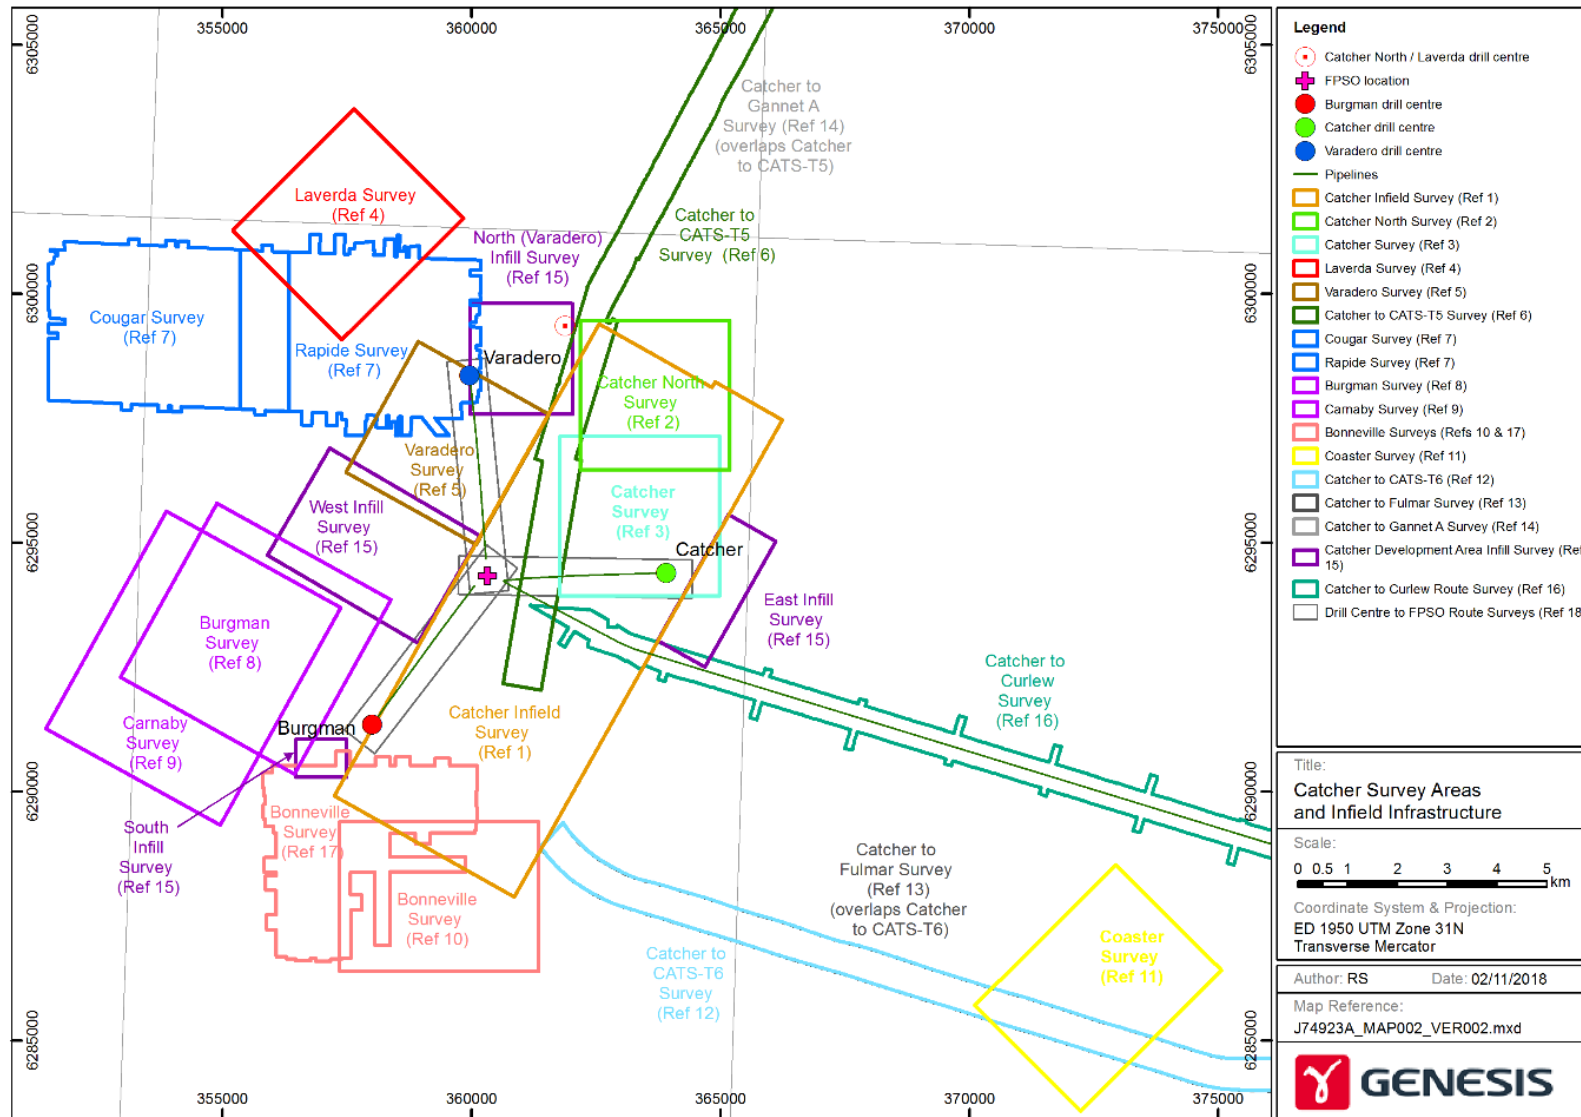 355000
360000
365000
370000
375000
6305000
6305000
Catcher to
Gannet A
Survey (Ref 14)
(overlaps Catcher
to CATS-T5)
Laverda Survey
(Ref 4)
Catcher to
CATS-T5
Survey (Ref 6)
North (Varadero)
Infill Survey
(Ref 15)
6300000
6300000
Cougar Survey
(Ref 7)
Rapide Survey
(Ref 7)
Varadero
Catcher North
Survey
(Ref 2)
Varadero
Survey
(Ref 5)
West Infill
Survey
(Ref 15)
Catcher
Survey
(Ref 3)
Catcher
6295000
6295000
East Infill
Survey
(Ref 15)
Burgman
Survey
(Ref 8)
Catcher to
Curlew
Survey
(Ref 16)
Carnaby
Survey
(Ref 9)
Burgman
Catcher Infield
Survey
(Ref 1)
6290000
6290000
South
Infill
Survey
(Ref 15)
Bonneville
Survey
(Ref 17)
Bonneville
Survey
(Ref 10)
Catcher to
Fulmar Survey
(Ref 13)
(overlaps Catcher
to CATS-T6)
Catcher to
CATS-T6
Survey
(Ref 12)
Coaster
Survey
(Ref 11)
6285000
6285000
355000
360000
365000
370000
375000
Legend
Catcher North / Laverda drill centre
FPSO location
Burgman drill centre
Catcher drill centre
Varadero drill centre
Pipelines
Catcher Infield Survey (Ref 1)
Catcher North Survey (Ref 2)
Catcher Survey (Ref 3)
Laverda Survey (Ref 4)
Varadero Survey (Ref 5)
Catcher to CATS-T5 Survey (Ref 6)
Cougar Survey (Ref 7)
Rapide Survey (Ref 7)
Burgman Survey (Ref 8)
Carnaby Survey (Ref 9)
Bonneville Surveys (Refs 10 & 17)
Coaster Survey (Ref 11)
Catcher to CATS-T6 (Ref 12)
Catcher to Fulmar Survey (Ref 13)
Catcher to Gannet A Survey (Ref 14)
Catcher Development Area Infill Survey (Ref
15)
Catcher to Curlew Route Survey (Ref 16)
Drill Centre to FPSO Route Surveys (Ref 18
Title:
Catcher Survey Areas
and Infield Infrastructure
Scale:
0 0.5 1 2 3 4 5
km
Coordinate System & Projection:
ED 1950 UTM Zone 31N
Transverse Mercator
Author: RS Date: 02/11/2018
Map Reference:
J74923A_MAP002_VER002.mxd
GENESIS